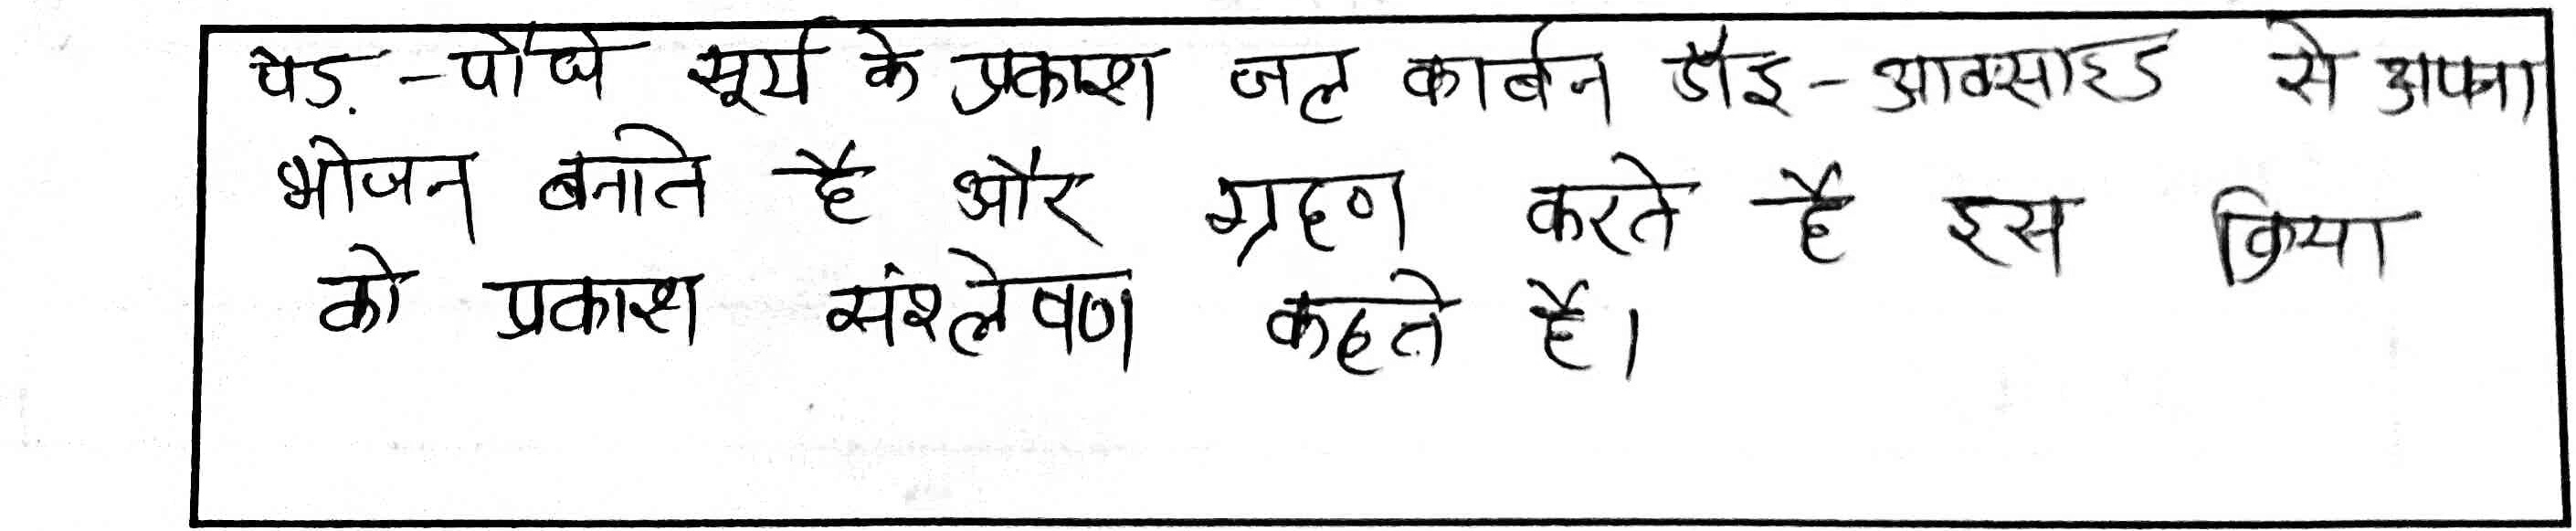 पेड़-पौधे सूर्य के प्रकाश जल कार्बन डौइ-आक्साइड से अपना
भोजन बनाते है और ग्रहण करते है इस क्रिया
को प्रकाश संश्लेषण कहते है।